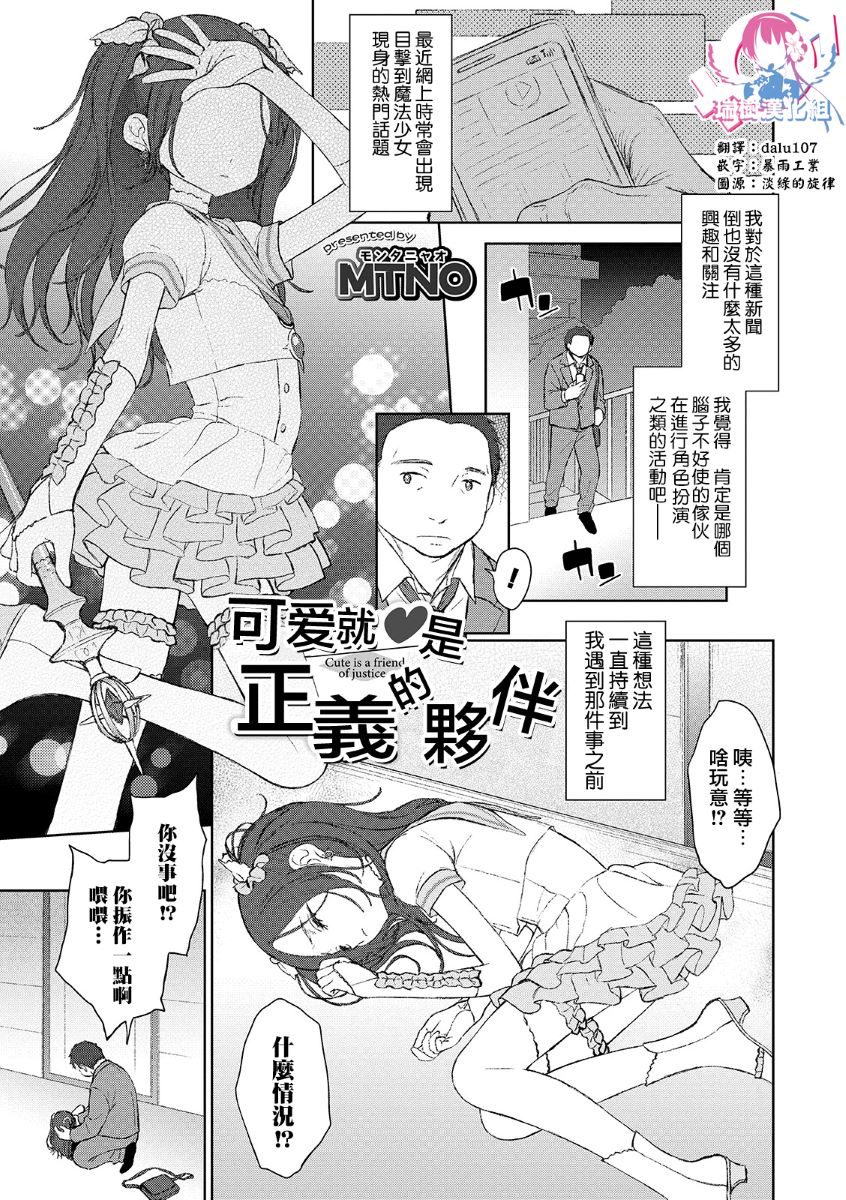 瑞樹漢化組
翻譯：dalu107
嵌字：暴雨工業
圖源：淡緣的旋律
最近網上時常會出現
目擊到魔法少女
現身的熱門話題
presented by
モンタニャオ
MTNO
我對於這種新聞
倒也沒有什麼太多的
興趣和關注
カッ
カッ
我覺得 肯定是哪個
腦子不好使的傢伙
在進行角色扮演
之類的活動吧——
！
可爱就♥是
Cute is a friend
of justice
正義的夥伴
這種想法
一直持續到
我遇到那件事之前
咦…等等…
啥玩意!?
什麼情況!?
你沒事吧!?
你振作一點啊
喂喂…